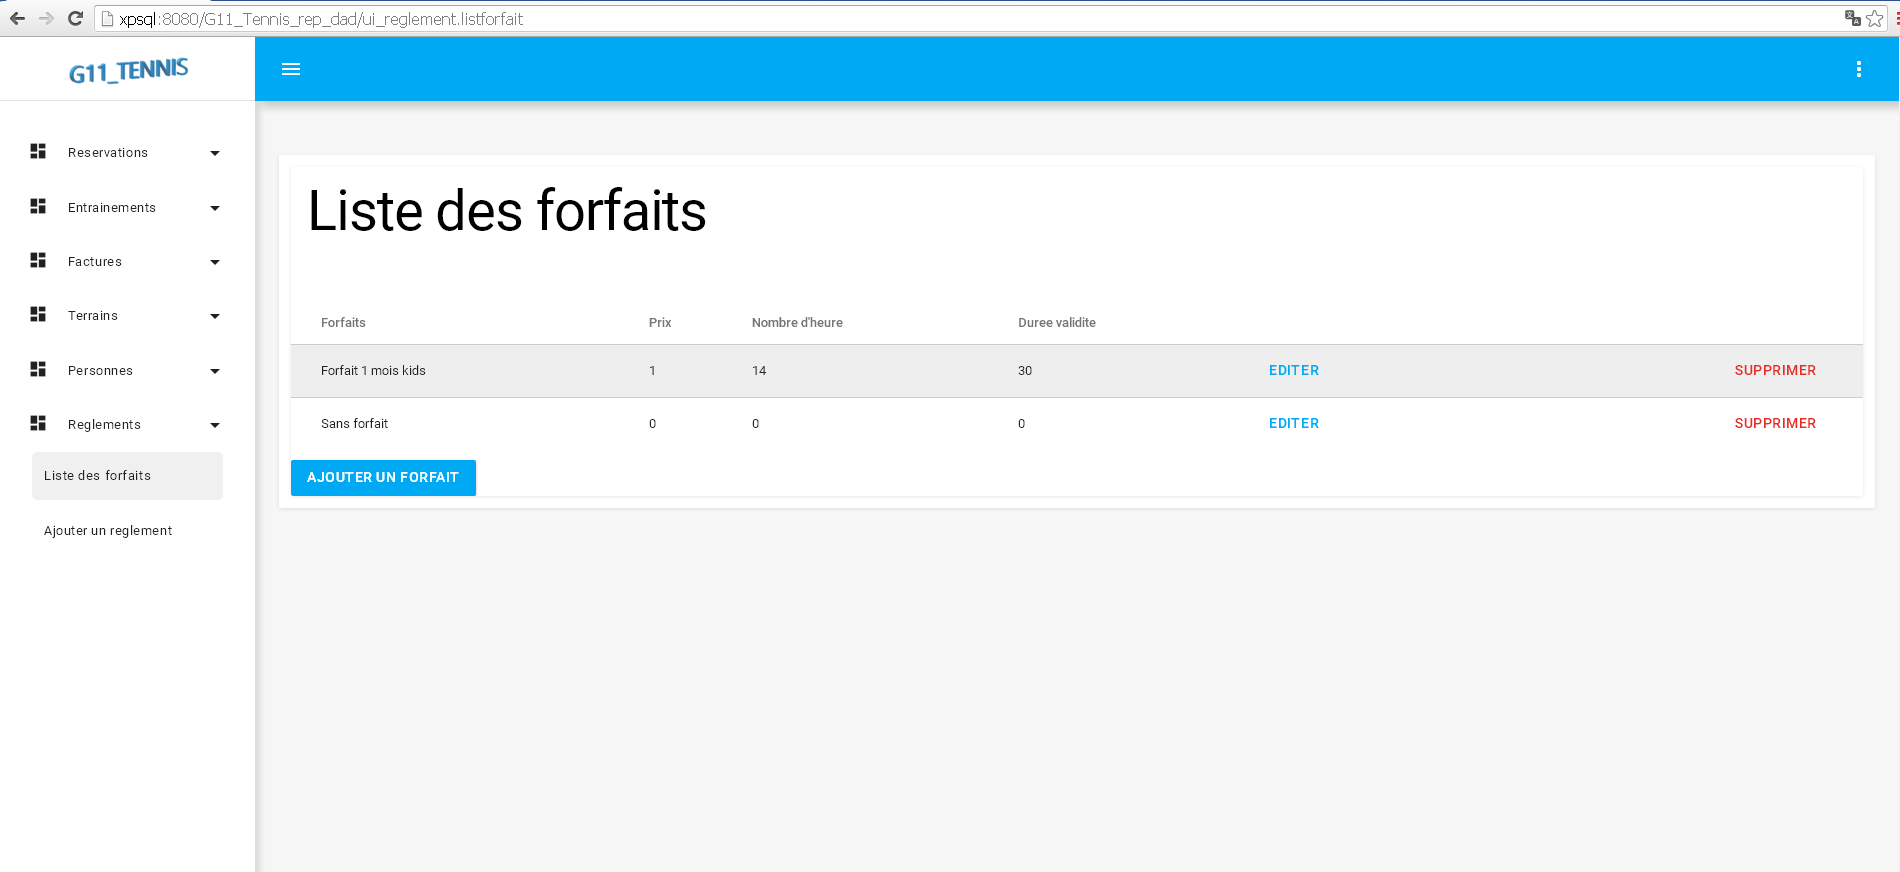 xpsql:8080/G11_Tennis_rep_dad/ui_reglement.listforfait
G11_TENNIS
Reservations
Entrainements
Factures
Terrains
Personnes
Reglements
Liste des forfaits
Ajouter un reglement
Liste des forfaits
Forfaits Prix Nombre d'heure Duree validite
Forfait 1 mois kids 1 14 30 EDITER SUPPRIMER
Sans forfait 0 0 0 EDITER SUPPRIMER
AJOUTER UN FORFAIT